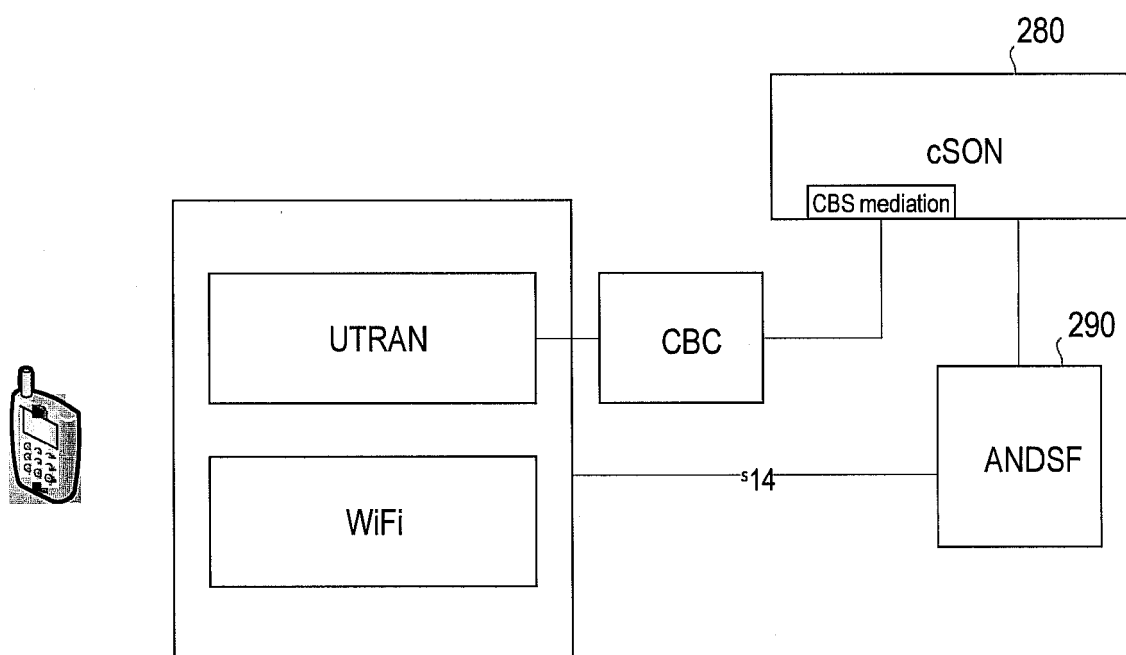 280
cSON
CBS mediation
UTRAN
CBC
290
ANDSF
s14
WiFi